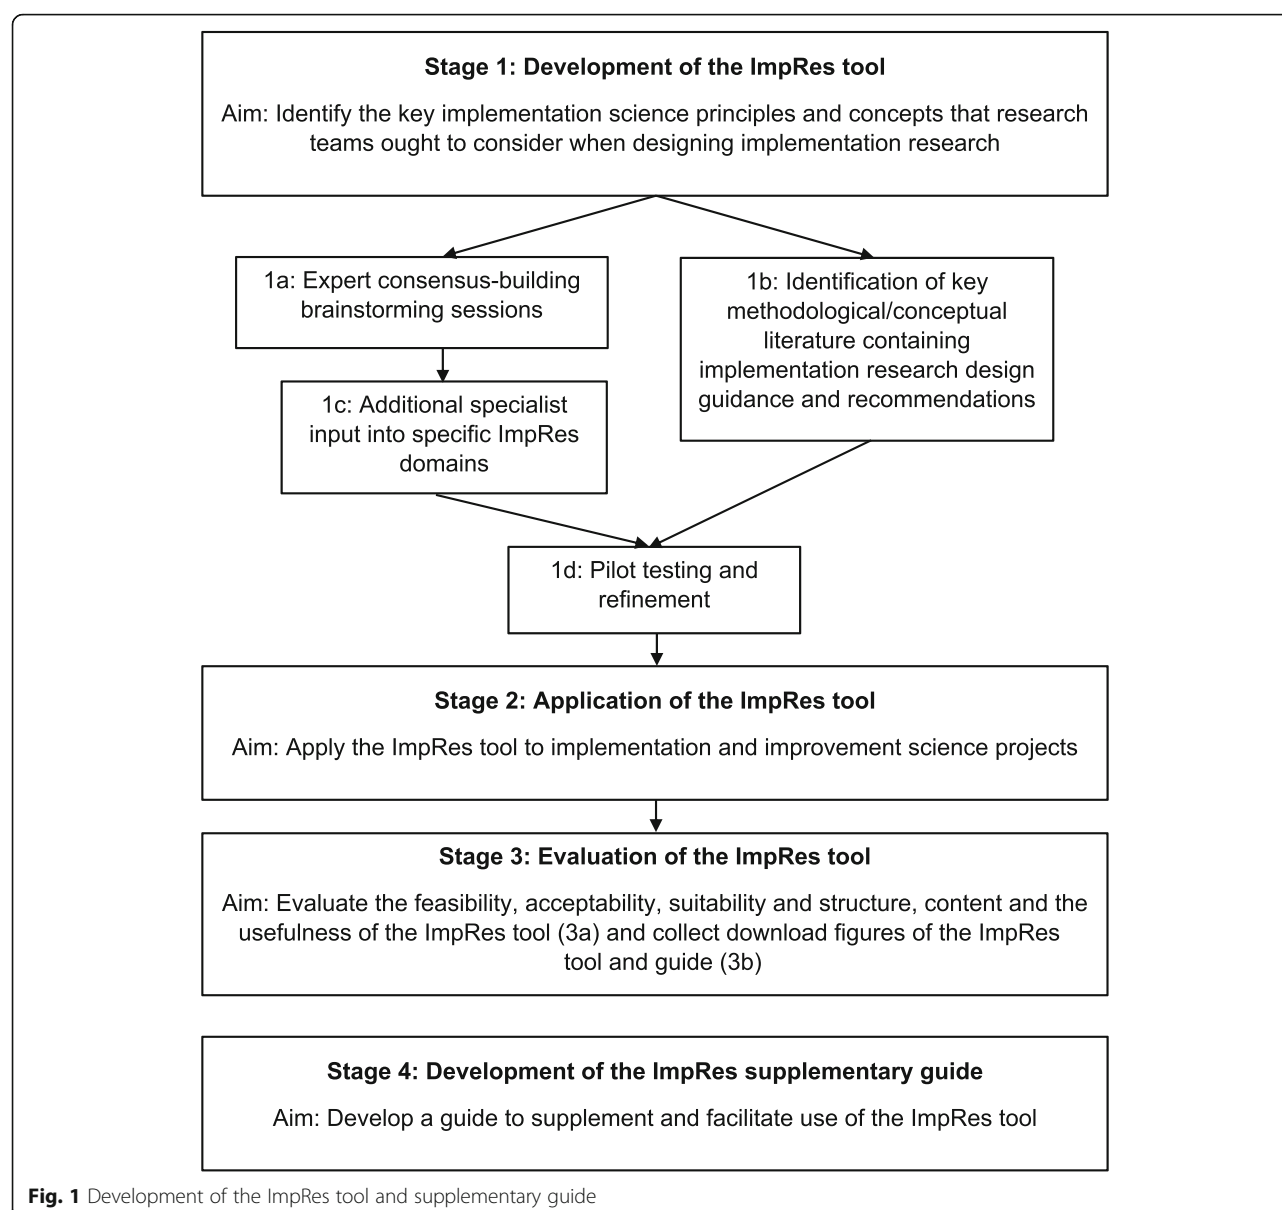 Stage 1: Development of the ImpRes tool
Aim: Identify the key implementation science principles and concepts that research
teams ought to consider when designing implementation research
1a: Expert consensus-building
brainstorming sessions
1b: Identification of key
methodological/conceptual
literature containing
implementation research design
guidance and recommendations
1c: Additional specialist
input into specific ImpRes
domains
1d: Pilot testing and
refinement
Stage 2: Application of the ImpRes tool
Aim: Apply the ImpRes tool to implementation and improvement science projects
Stage 3: Evaluation of the ImpRes tool
Aim: Evaluate the feasibility, acceptability, suitability and structure, content and the
usefulness of the ImpRes tool (3a) and collect download figures of the ImpRes
tool and guide (3b)
Stage 4: Development of the ImpRes supplementary guide
Aim: Develop a guide to supplement and facilitate use of the ImpRes tool
Fig. 1 Development of the ImpRes tool and supplementary guide